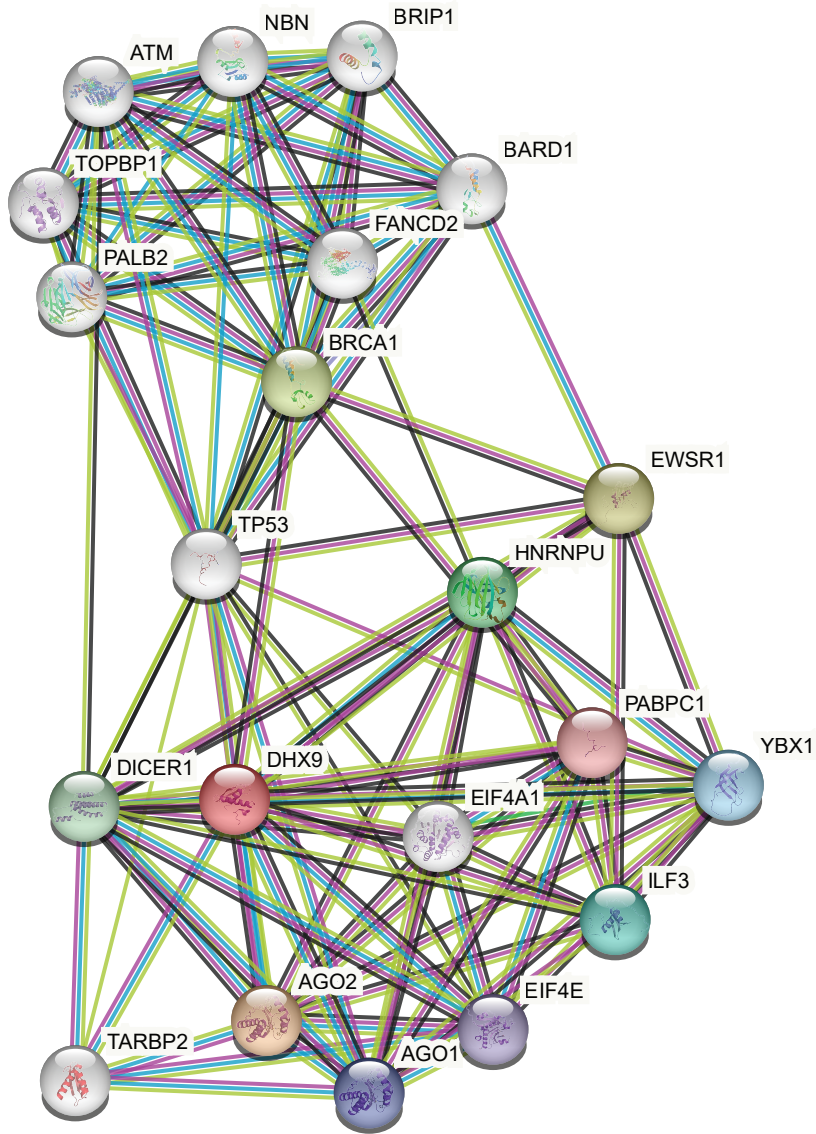 NBN
BRIP1
ATM
BARD1
TOPBP1
FANCD2
PALB2
BRCA1
EWSR1
TP53
HNRNPU
PABPC1
YBX1
DICER1
DHX9
EIF4A1
ILF3
AGO2
EIF4E
TARBP2
AGO1